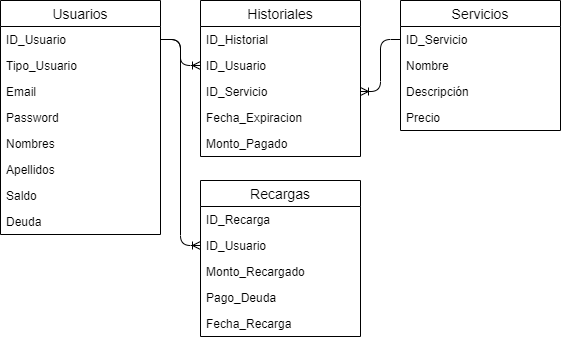 Usuarios
ID_Usuario
Tipo_Usuario
Email
Password
Nombres
Apellidos
Saldo
Deuda
Historiales
ID_Historial
ID_Usuario
ID_Servicio
Fecha_Expiracion
Monto_Pagado
Servicios
ID_Servicio
Nombre
Descripción
Precio
Recargas
ID_Recarga
ID_Usuario
Monto_Recargado
Pago_Deuda
Fecha_Recarga